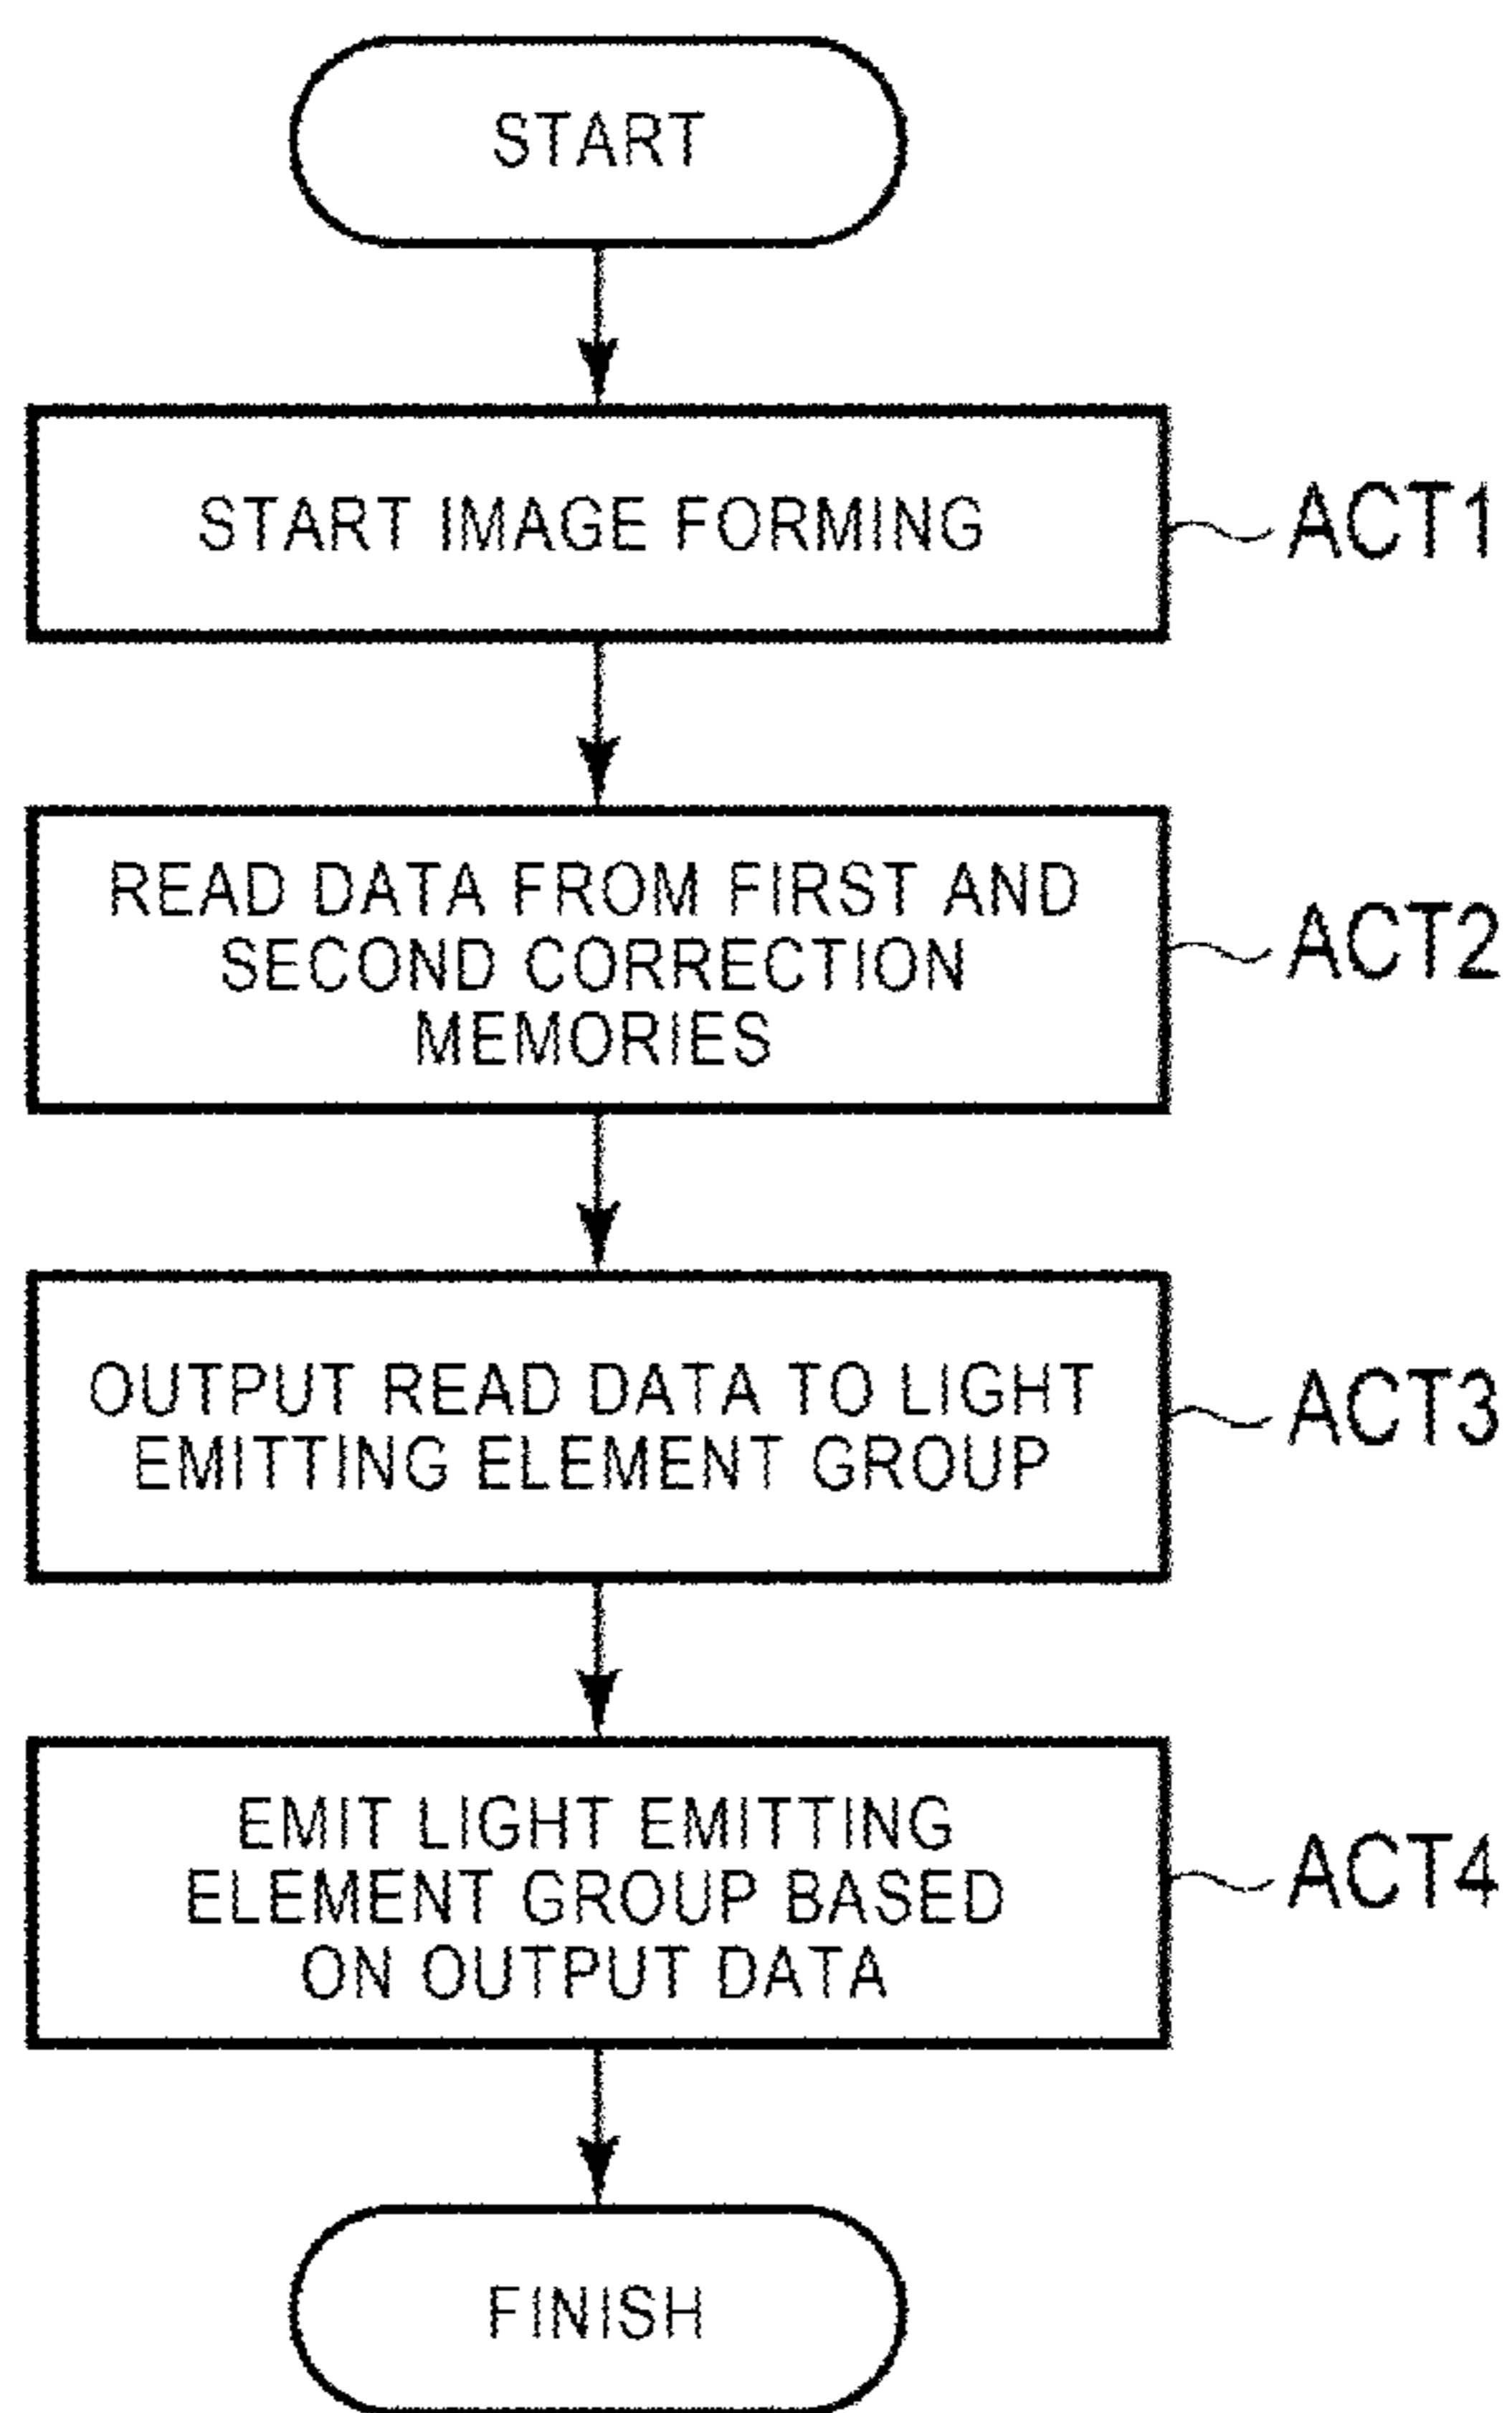 START
START IMAGE FORMING
ACT1
READ DATA FROM FIRST AND
SECOND CORRECTION
MEMORIES
ACT2
OUTPUT READ DATA TO LIGHT
EMITTING ELEMENT GROUP
ACT3
EMIT LIGHT EMITTING
ELEMENT GROUP BASED
ON OUTPUT DATA
ACT4
FINISH